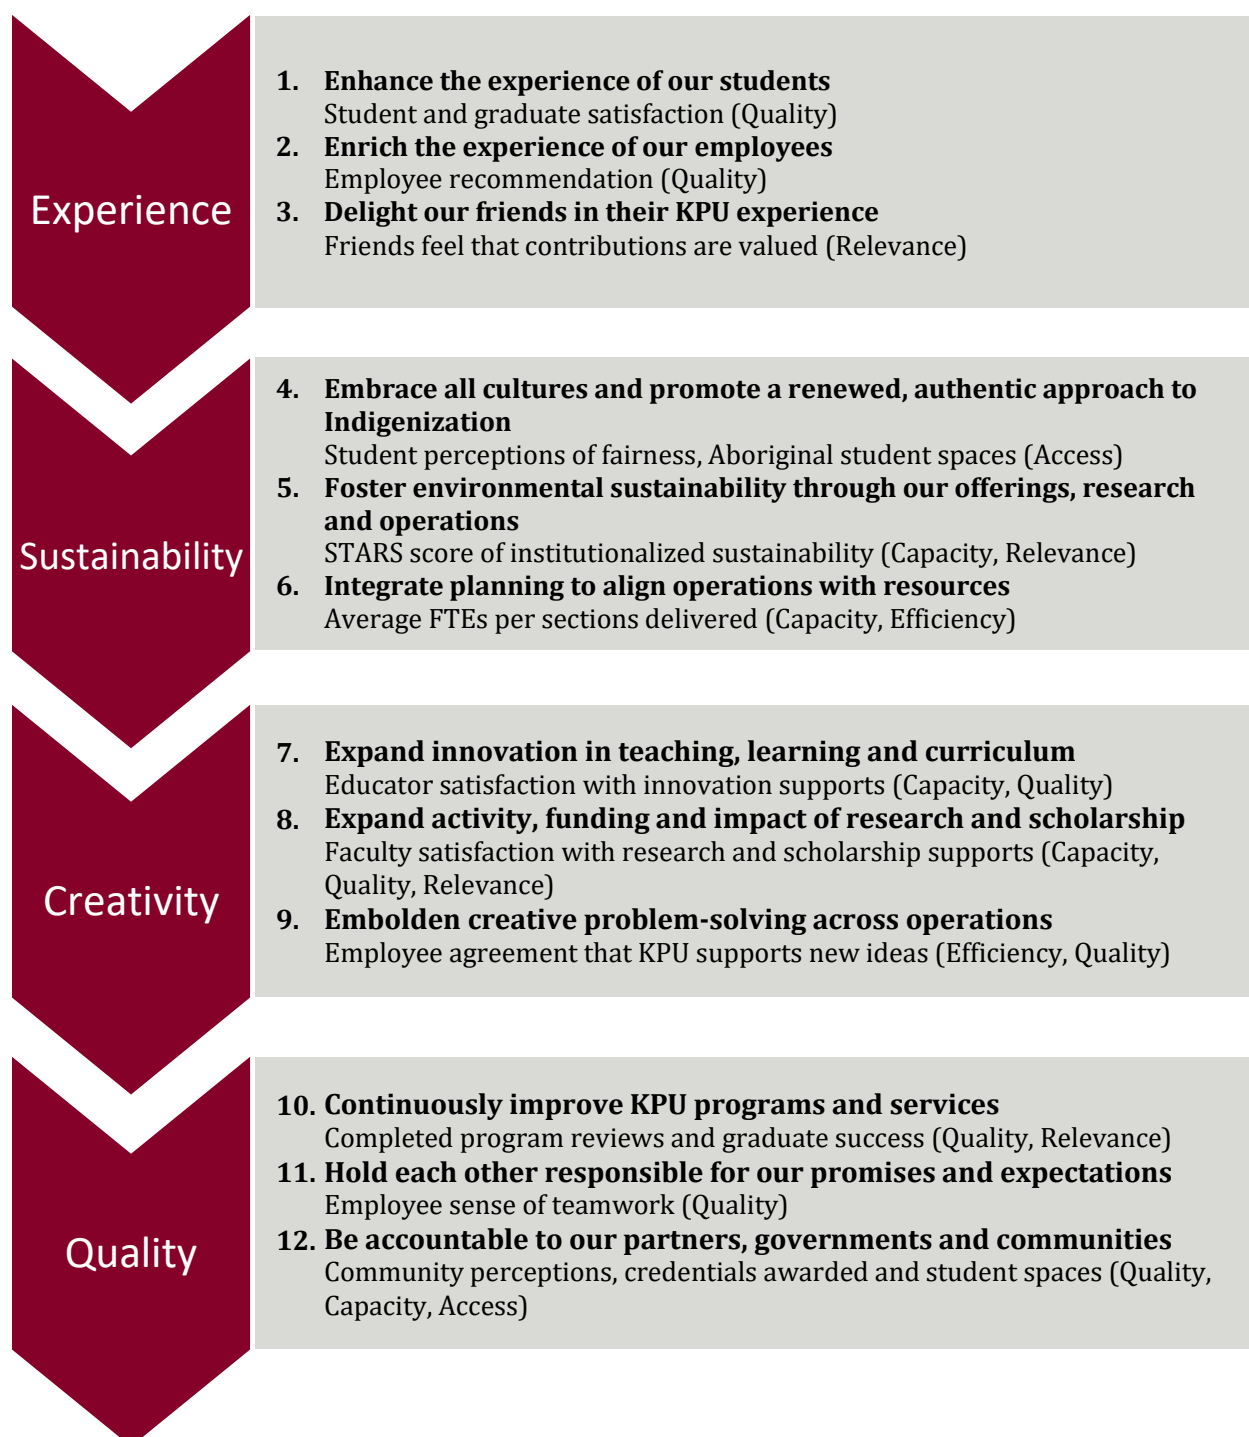 Experience
1. Enhance the experience of our students
Student and graduate satisfaction (Quality)
2. Enrich the experience of our employees
Employee recommendation (Quality)
3. Delight our friends in their KPU experience
Friends feel that contributions are valued (Relevance)
Sustainability
4. Embrace all cultures and promote a renewed, authentic approach to
Indigenization
Student perceptions of fairness, Aboriginal student spaces (Access)
5. Foster environmental sustainability through our offerings, research
and operations
STARS score of institutionalized sustainability (Capacity, Relevance)
6. Integrate planning to align operations with resources
Average FTEs per sections delivered (Capacity, Efficiency)
Creativity
7. Expand innovation in teaching, learning and curriculum
Educator satisfaction with innovation supports (Capacity, Quality)
8. Expand activity, funding and impact of research and scholarship
Faculty satisfaction with research and scholarship supports (Capacity,
Quality, Relevance)
9. Embolden creative problem-solving across operations
Employee agreement that KPU supports new ideas (Efficiency, Quality)
Quality
10. Continuously improve KPU programs and services
Completed program reviews and graduate success (Quality, Relevance)
11. Hold each other responsible for our promises and expectations
Employee sense of teamwork (Quality)
12. Be accountable to our partners, governments and communities
Community perceptions, credentials awarded and student spaces (Quality,
Capacity, Access)